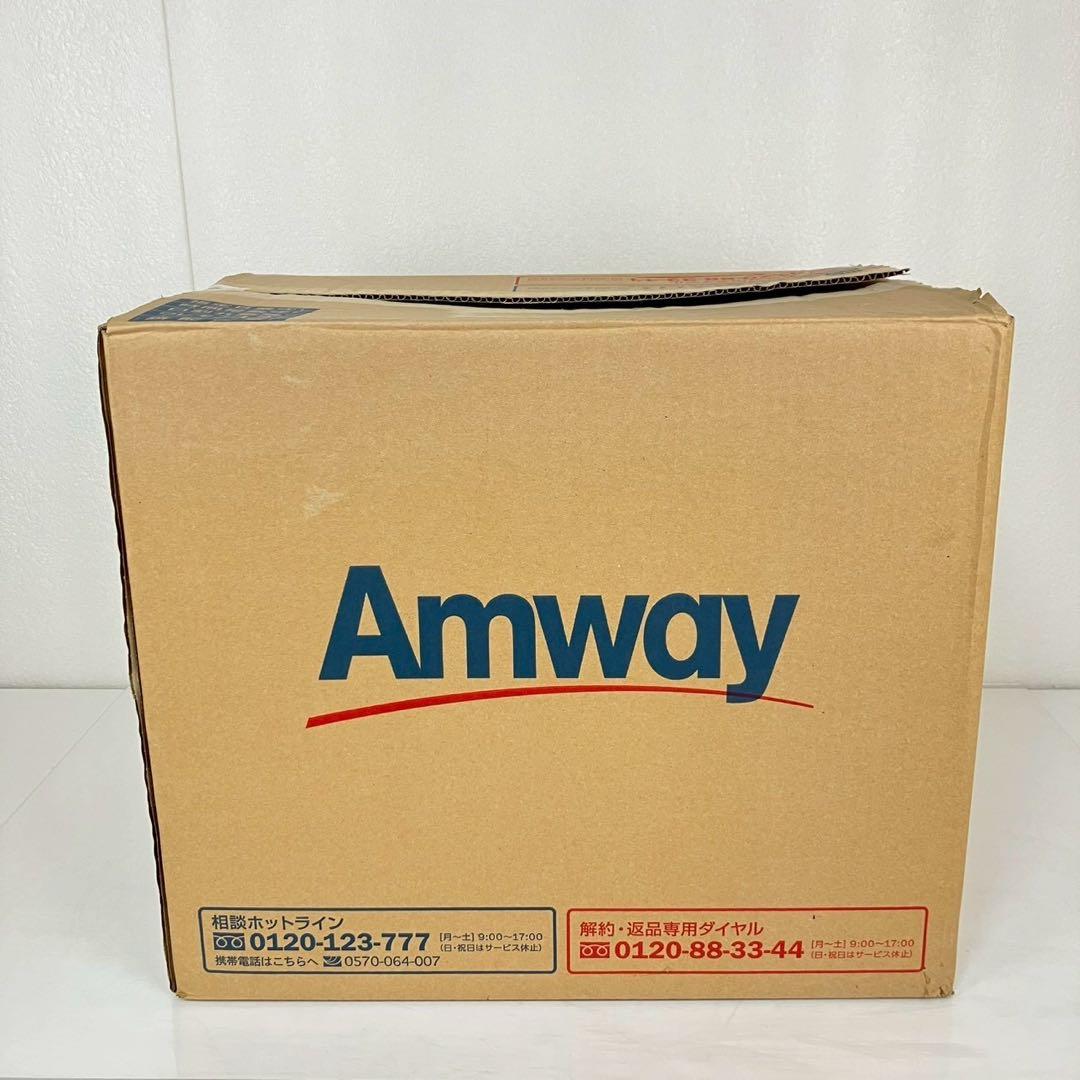 Amway
相談ホットライン
0120-123-777 [月~土] 9:00~17:00
(日・祝日はサービス休止)
携帯電話はこちらへ 0570-064-007
解約・返品専用ダイヤル
0120-88-33-44 [月~土] 9:00~17:00
(日・祝日はサービス休止)